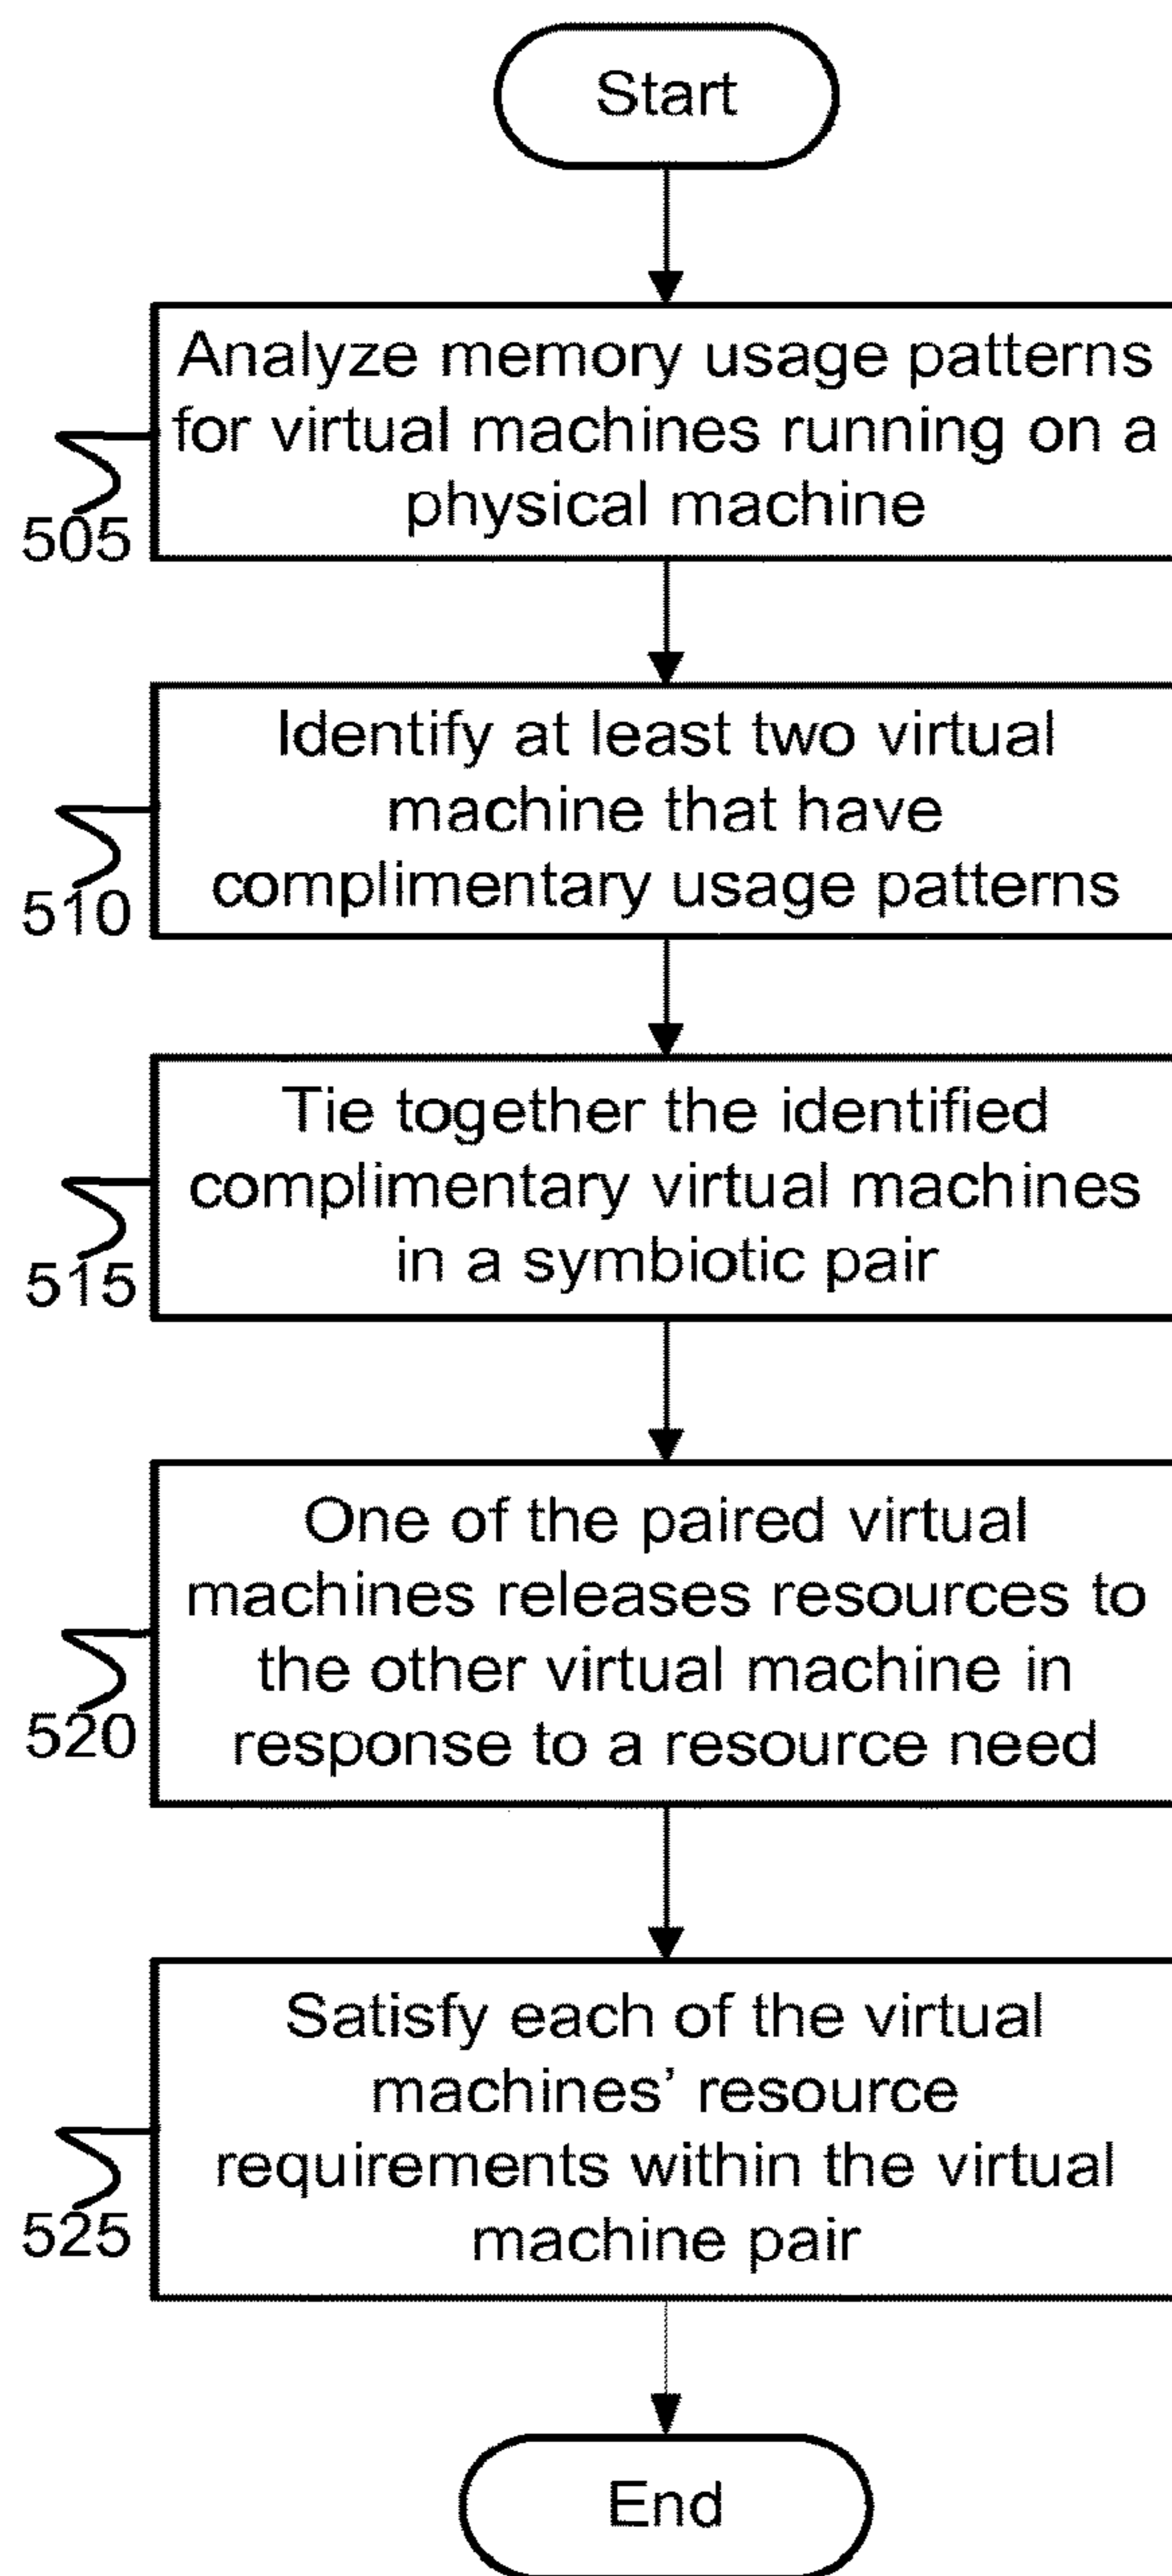 Start
Analyze memory usage patterns
for virtual machines running on a
physical machine
505
Identify at least two virtual
machine that have
complimentary usage patterns
510
Tie together the identified
complimentary virtual machines
in a symbiotic pair
515
One of the paired virtual
machines releases resources to
the other virtual machine in
response to a resource need
520
Satisfy each of the virtual
machines’ resource
requirements within the virtual
machine pair
525
End